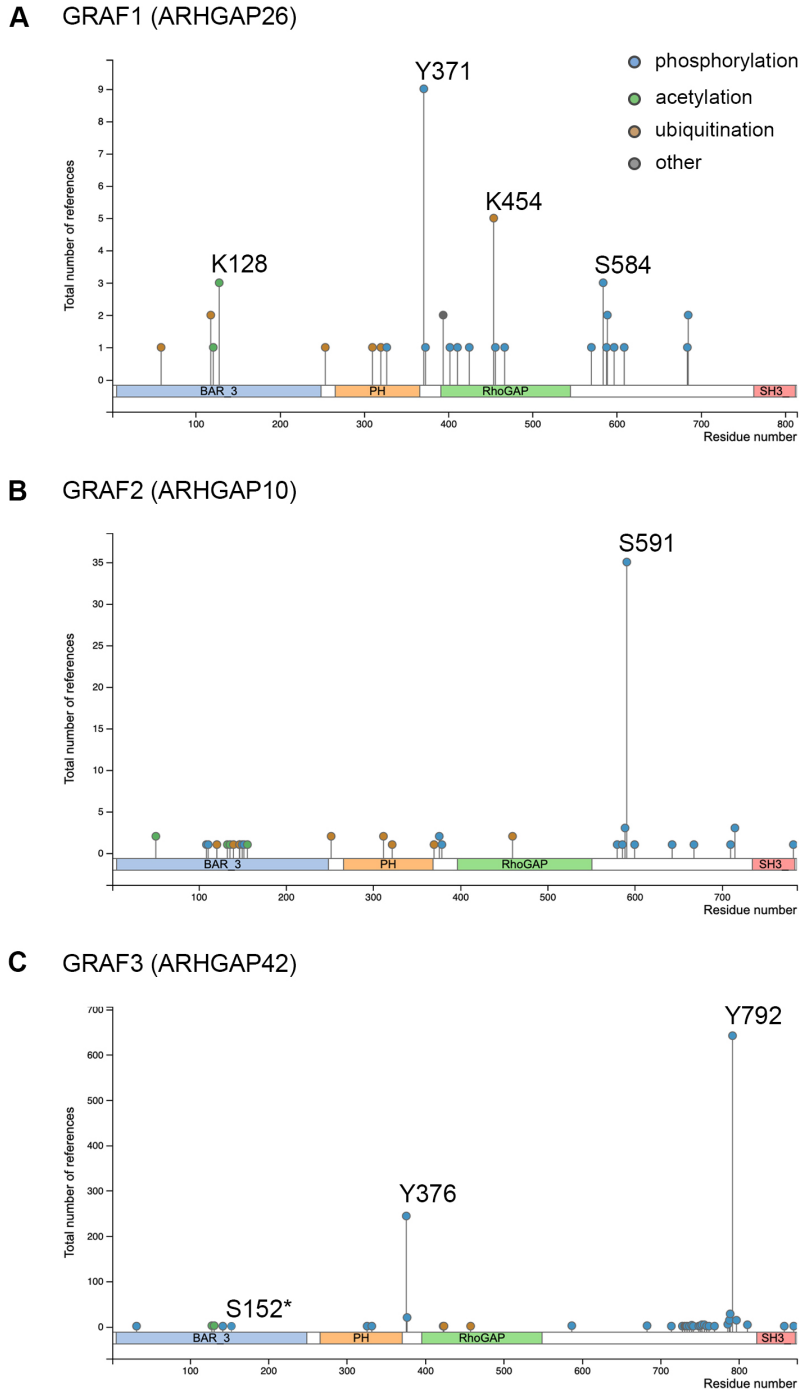 A GRAF1 (ARHGAP26)
phosphorylation
acetylation
ubiquitination
other
Y371
K454
K128
S584
Total number of references
9
8
7
6
5
4
3
2
1
0
BAR_3 PH RhoGAP SH3_
100 200 300 400 500 600 700 800
Residue number
B GRAF2 (ARHGAP10)
S591
Total number of references
35
30
25
20
15
10
5
0
BAR_3 PH RhoGAP SH3_
100 200 300 400 500 600 700
Residue number
C GRAF3 (ARHGAP42)
Y792
Y376
S152*
Total number of references
700
600
500
400
300
200
100
0
BAR_3 PH RhoGAP SH3_
100 200 300 400 500 600 700 800
Residue number